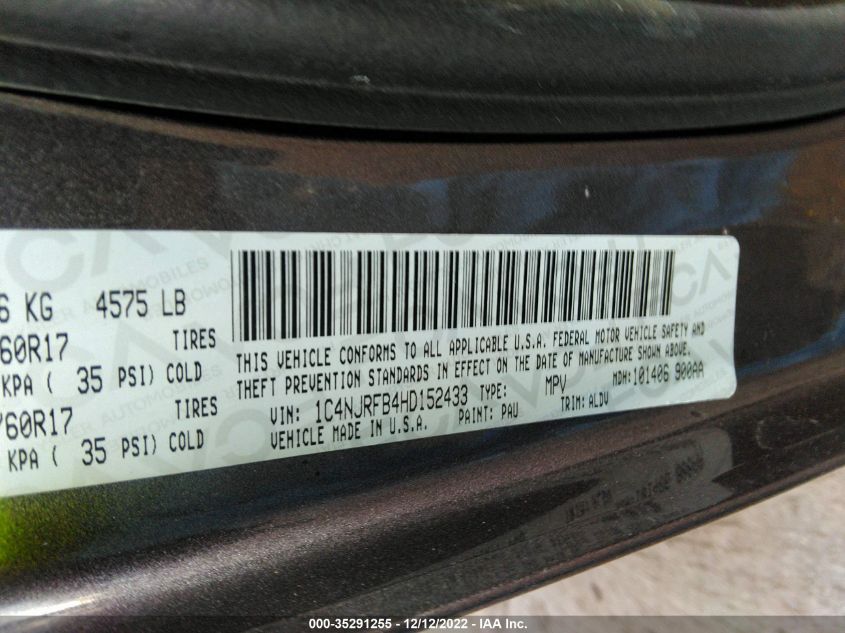 6 KG 4575 LB
60R17 TIRES
KPA ( 35 PSI) COLD
/60R17 TIRES
KPA ( 35 PSI) COLD
THIS VEHICLE CONFORMS TO ALL APPLICABLE U.S.A. FEDERAL MOTOR VEHICLE SAFETY AND
THEFT PREVENTION STANDARDS IN EFFECT ON THE DATE OF MANUFACTURE SHOWN ABOVE.
VIN: 1C4NJRFB4HD152433 TYPE: MPV MDH:101406 900AA
VEHICLE MADE IN U.S.A. PAINT: PAU TRIM: ALDV
000-35291255 - 12/12/2022 - IAA Inc.